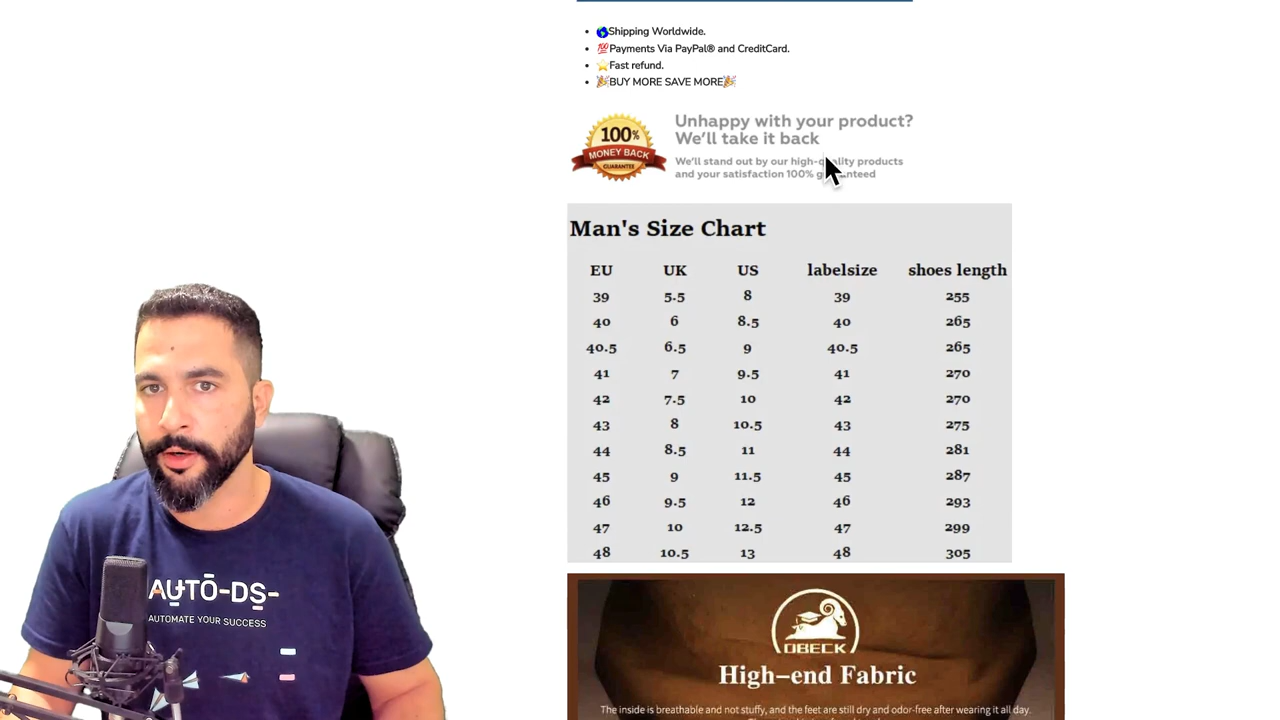 🌎Shipping Worldwide.
💯Payments Via PayPal® and CreditCard.
⭐Fast refund.
🎉BUY MORE SAVE MORE🎉
100%
MONEY BACK
GUARANTEE
Unhappy with your product?
We'll take it back
We'll stand out by our high-quality products
and your satisfaction 100% guaranteed
Man's Size Chart
EU UK US labelsize shoes length
39 5.5 8 39 255
40 6 8.5 40 265
40.5 6.5 9 40.5 265
41 7 9.5 41 270
42 7.5 10 42 270
43 8 10.5 43 275
44 8.5 11 44 281
45 9 11.5 45 287
46 9.5 12 46 293
47 10 12.5 47 299
48 10.5 13 48 305
OBECK
High-end Fabric
The inside is breathable and not stuffy, and the feet are still dry and odor-free after wearing it all day.
AUTO-DS-
AUTOMATE YOUR SUCCESS